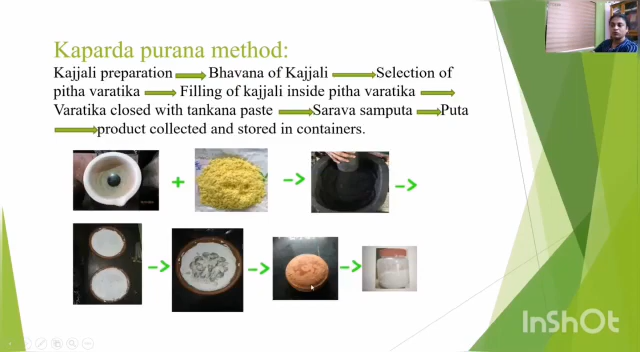 Kaparda purana method:
Kajjali preparation Bhavana of Kajjali Selection of
pitha varatika Filling of kajjali inside pitha varatika
Varatika closed with tankana paste Sarava samputa Puta
product collected and stored in containers.
InShOt